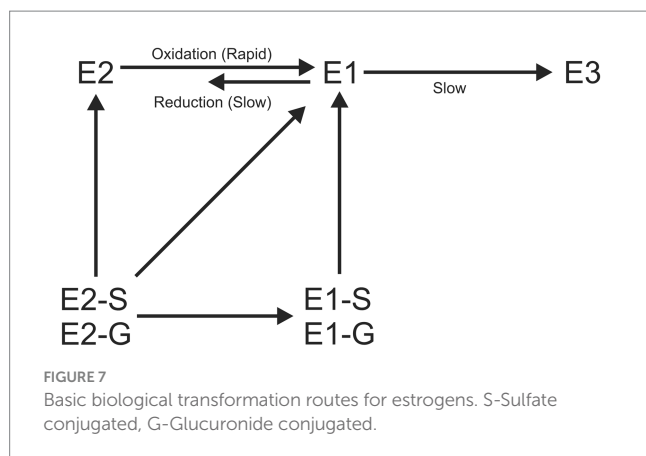 Oxidation (Rapid)
E2 E1 E3
Reduction (Slow)
Slow
E2-S E1-S
E2-G E1-G
FIGURE 7
Basic biological transformation routes for estrogens. S-Sulfate
conjugated, G-Glucuronide conjugated.